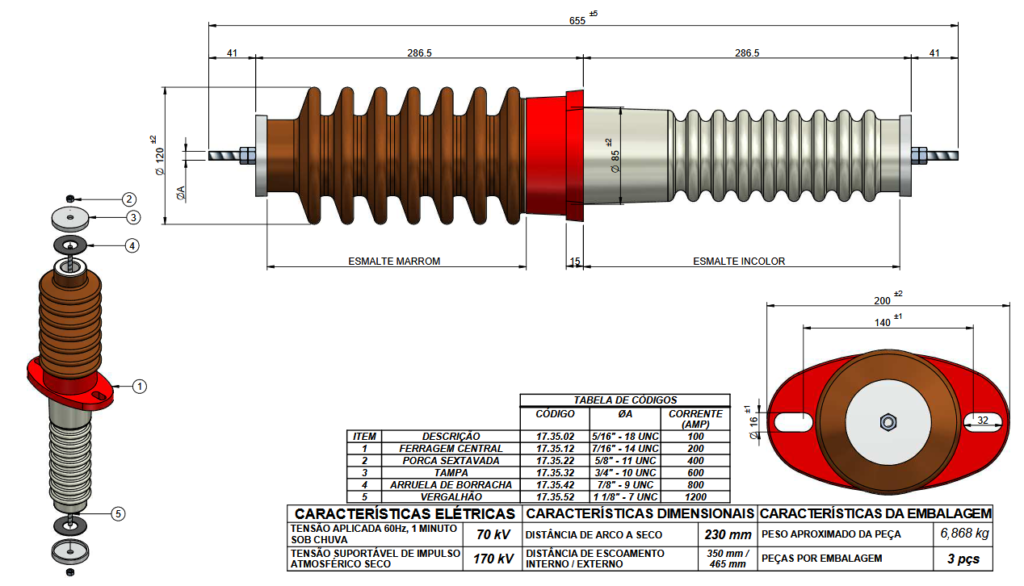 655 ±5
41 286.5 286.5 41
Ø 120 ±2
ØA
Ø 85 ±2
2
3
4
1
5
ESMALTE MARROM 15 ESMALTE INCOLOR
200 ±2
140 ±1
Ø 16 ±1
32
TABELA DE CÓDIGOS
CÓDIGO ØA CORRENTE (AMP)
ITEM DESCRIÇÃO 17.35.02 5/16" - 18 UNC 100
1 FERRAGEM CENTRAL 17.35.12 7/16" - 14 UNC 200
2 PORCA SEXTAVADA 17.35.22 5/8" - 11 UNC 400
3 TAMPA 17.35.32 3/4" - 10 UNC 600
4 ARRUELA DE BORRACHA 17.35.42 7/8" - 9 UNC 800
5 VERGALHÃO 17.35.52 1 1/8" - 7 UNC 1200
CARACTERÍSTICAS ELÉTRICAS CARACTERÍSTICAS DIMENSIONAIS CARACTERÍSTICAS DA EMBALAGEM
TENSÃO APLICADA 60Hz, 1 MINUTO
SOB CHUVA 70 kV DISTÂNCIA DE ARCO A SECO 230 mm PESO APROXIMADO DA PEÇA 6,868 kg
TENSÃO SUPORTÁVEL DE IMPULSO
ATMOSFÉRICO SECO 170 kV DISTÂNCIA DE ESCOAMENTO
INTERNO / EXTERNO 350 mm /
465 mm PEÇAS POR EMBALAGEM 3 pçs